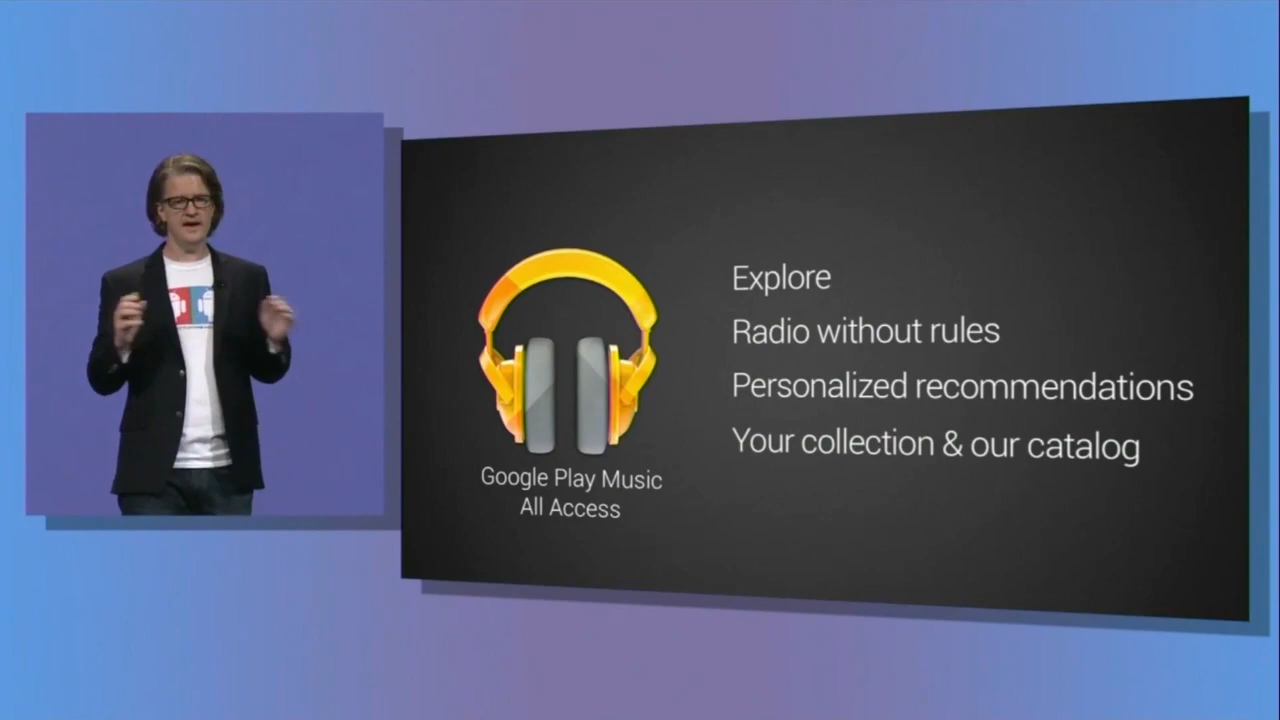 Google Play Music
All Access
Explore
Radio without rules
Personalized recommendations
Your collection & our catalog